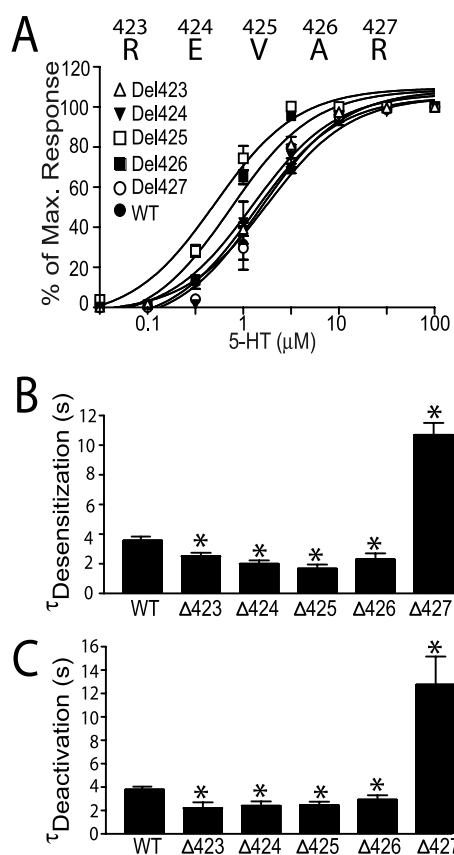 A
423 424 425 426 427
R E V A R
% of Max. Response
120
100
80
60
40
20
0
Del423
Del424
Del425
Del426
Del427
WT
0.1 1 10 100
5-HT (μM)
B
τDesensitization (s)
12
10
8
6
4
2
0
* * * * *
WT Δ423 Δ424 Δ425 Δ426 Δ427
C
τDeactivation (s)
16
14
12
10
8
6
4
2
0
* * * * *
WT Δ423 Δ424 Δ425 Δ426 Δ427